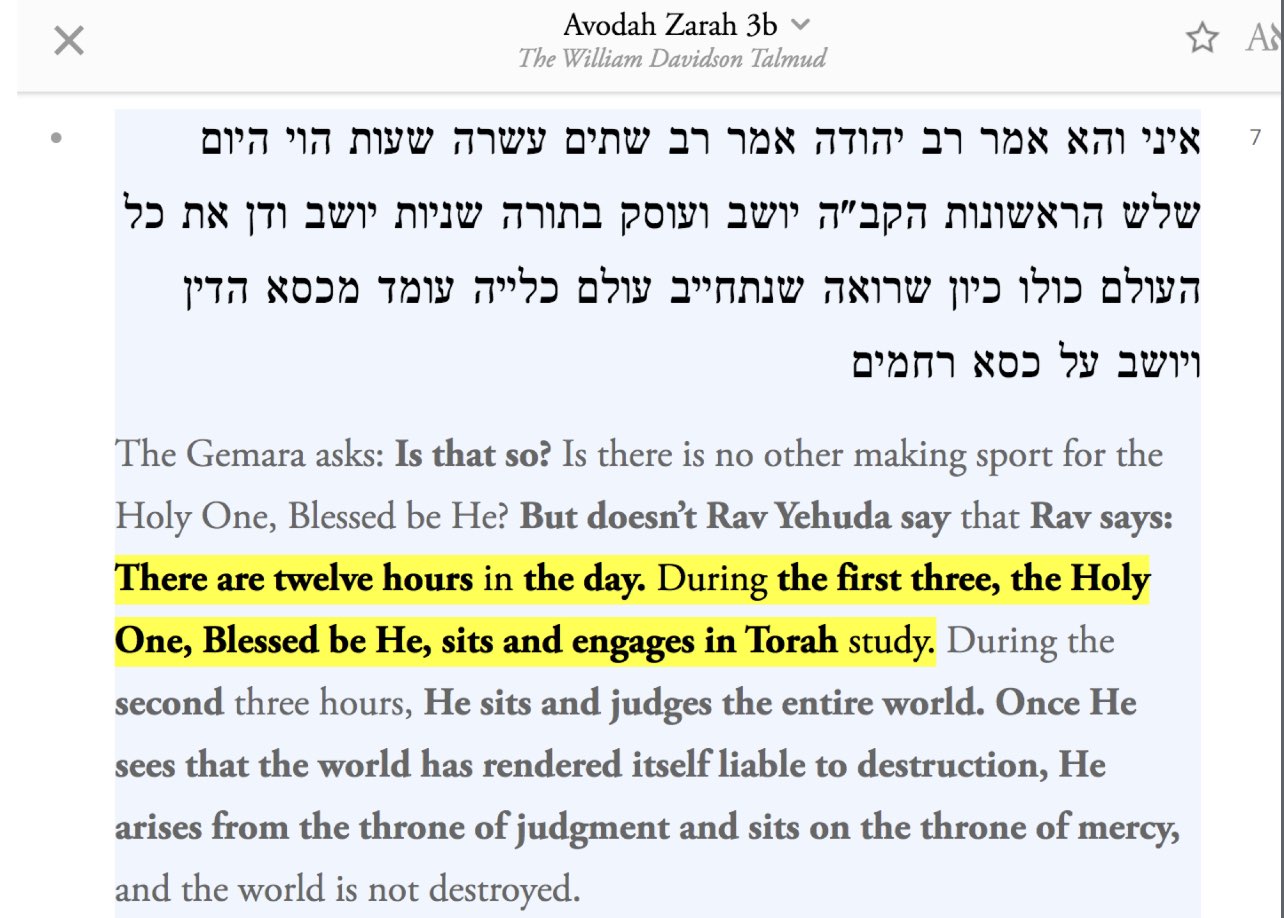 Avodah Zarah 3b
The William Davidson Talmud
איני והא אמר רב יהודה אמר רב שתים עשרה שעות הוי היום
7
שלש הראשונות הקב"ה יושב ועוסק בתורה שניות יושב ודן את כל
העולם כולו כיון שרואה שנתחייב עולם כלייה עומד מכסא הדין
ויושב על כסא רחמים
The Gemara asks: Is that so? Is there is no other making sport for the
Holy One, Blessed be He? But doesn’t Rav Yehuda say that Rav says:
There are twelve hours in the day. During the first three, the Holy
One, Blessed be He, sits and engages in Torah study. During the
second three hours, He sits and judges the entire world. Once He
sees that the world has rendered itself liable to destruction, He
arises from the throne of judgment and sits on the throne of mercy,
and the world is not destroyed.